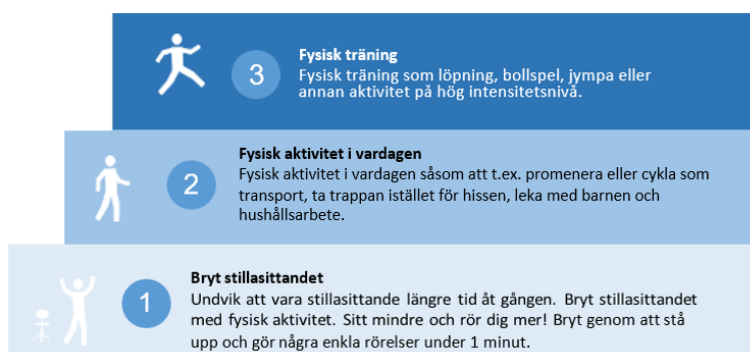 3
Fysisk träning
Fysisk träning som löpning, bollspel, jympa eller
annan aktivitet på hög intensitetsnivå.
2
Fysisk aktivitet i vardagen
Fysisk aktivitet i vardagen såsom att t.ex. promenera eller cykla som
transport, ta trappan istället för hissen, leka med barnen och
hushållsarbete.
1
Bryt stillasittandet
Undvik att vara stillasittande längre tid åt gången. Bryt stillasittandet
med fysisk aktivitet. Sitt mindre och rör dig mer! Bryt genom att stå
upp och gör några enkla rörelser under 1 minut.